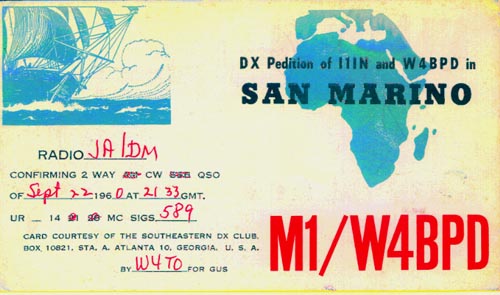 DX Pedition of I1IN and W4BPD in
SAN MARINO
RADIO JA1DM
CONFIRMING 2 WAY CW QSO
OF Sept 22 1960 AT 2133 GMT.
UR 14 21 28 MC SIGS 589
CARD COURTESY OF THE SOUTHEASTERN DX CLUB.
BOX 10821, STA. A. ATLANTA 10, GEORGIA, U. S. A.
BY W4TO FOR GUS
M1/W4BPD